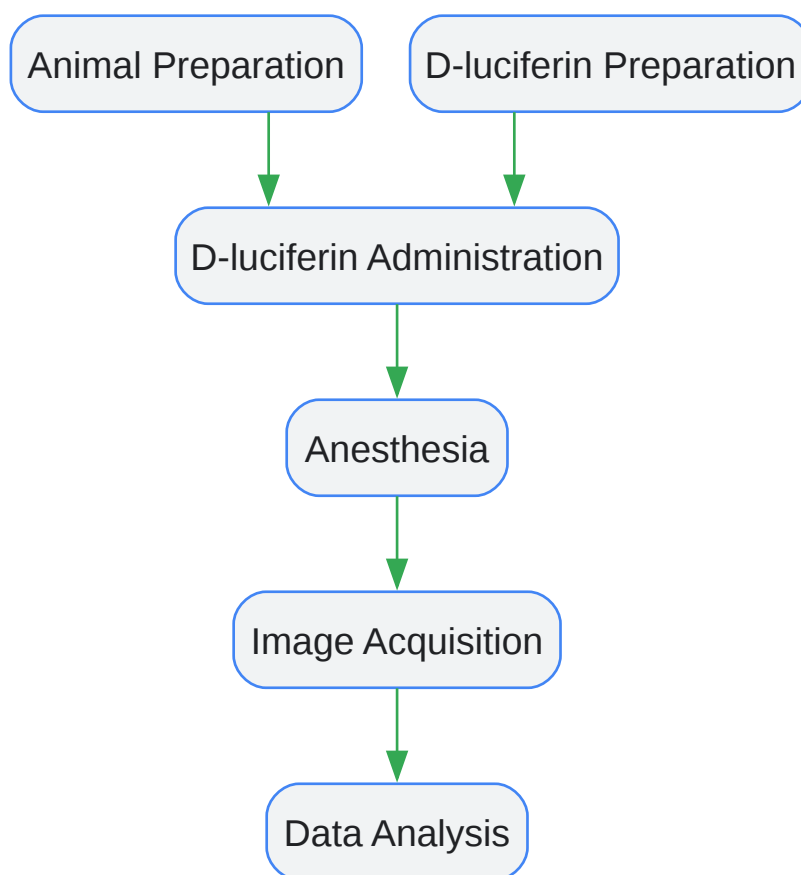 Animal Preparation
D-luciferin Preparation
D-luciferin Administration
Anesthesia
Image Acquisition
Data Analysis